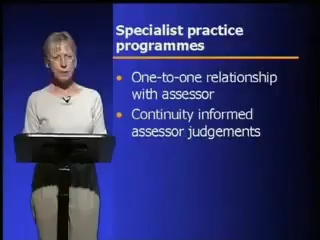 Specialist practice
programmes
• One-to-one relationship
with assessor
• Continuity informed
assessor judgements